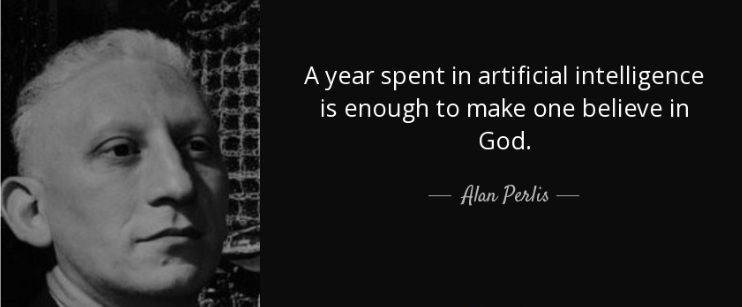 A year spent in artificial intelligence
is enough to make one believe in
God.
— Alan Perlis —